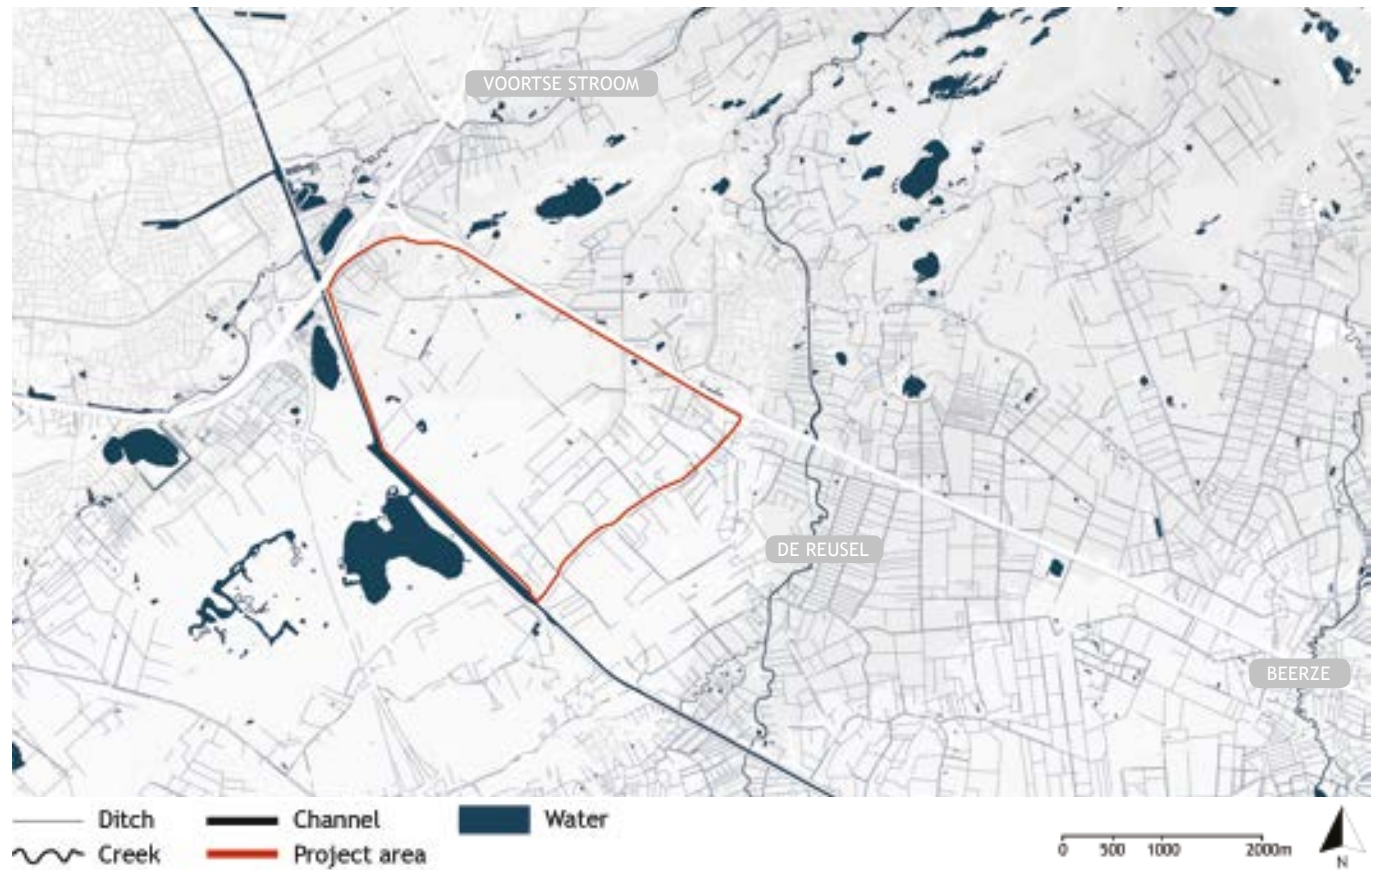 VOORTSE STROOM
DE REUSEL
BEERZE
Ditch
Channel
Water
Creek
Project area
0 500 1000 2000m
N